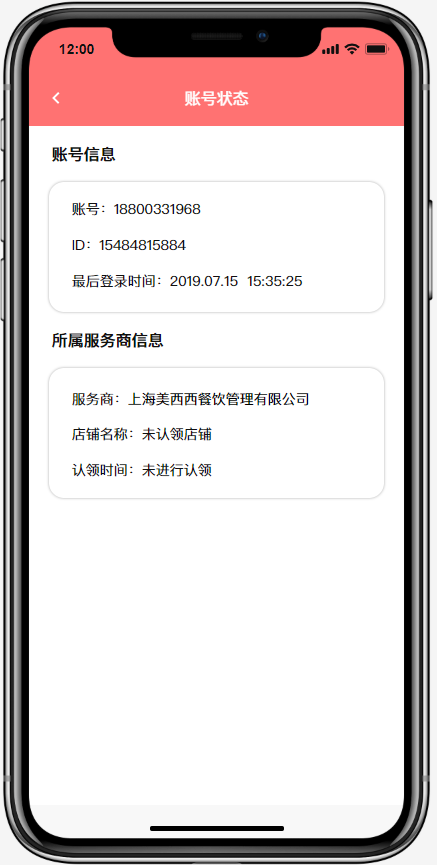 12:00
账号状态
账号信息
账号：18800331968
ID：15484815884
最后登录时间：2019.07.15  15:35:25
所属服务商信息
服务商：上海美西西餐饮管理有限公司
店铺名称：未认领店铺
认领时间：未进行认领